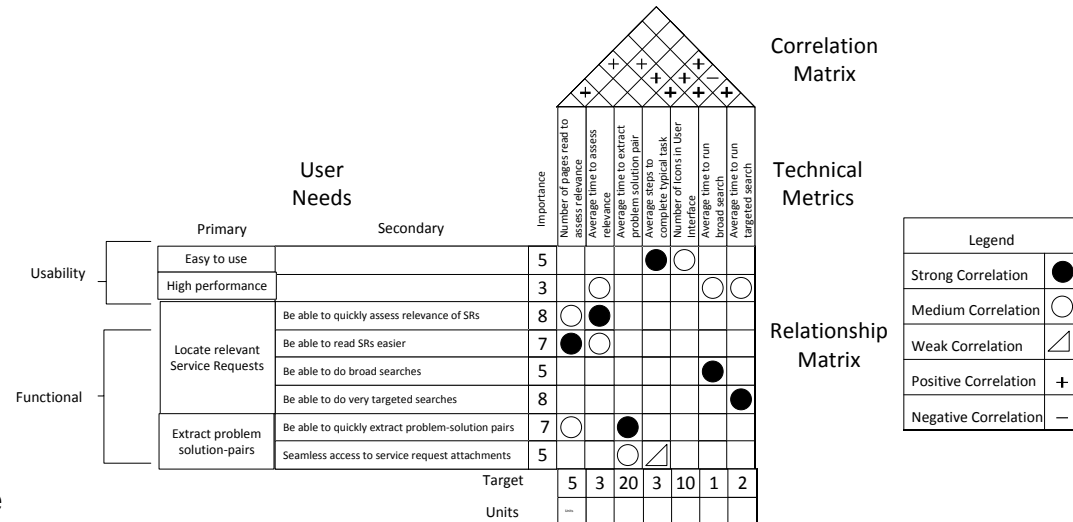 Correlation
Matrix
+ +
+ + + + −
+ + + +
User
Needs
Technical
Metrics
Importance
Number of pages read to
assess relevance
Average time to assess
relevance
Average time to extract
problem solution pair
Average steps to
complete typical task
Number of Icons in User
Interface
Average time to run
broad search
Average time to run
targeted search
Primary
Secondary
Usability
Easy to use
5
High performance
3
Relationship
Matrix
Functional
Locate relevant
Service Requests
Be able to quickly assess relevance of SRs
8
Be able to read SRs easier
7
Be able to do broad searches
5
Be able to do very targeted searches
8
Extract problem
solution-pairs
Be able to quickly extract problem-solution pairs
7
Seamless access to service request attachments
5
Target 5 3 20 3 10 1 2
e
Units
Legend
Strong Correlation
Medium Correlation
Weak Correlation
Positive Correlation +
Negative Correlation −